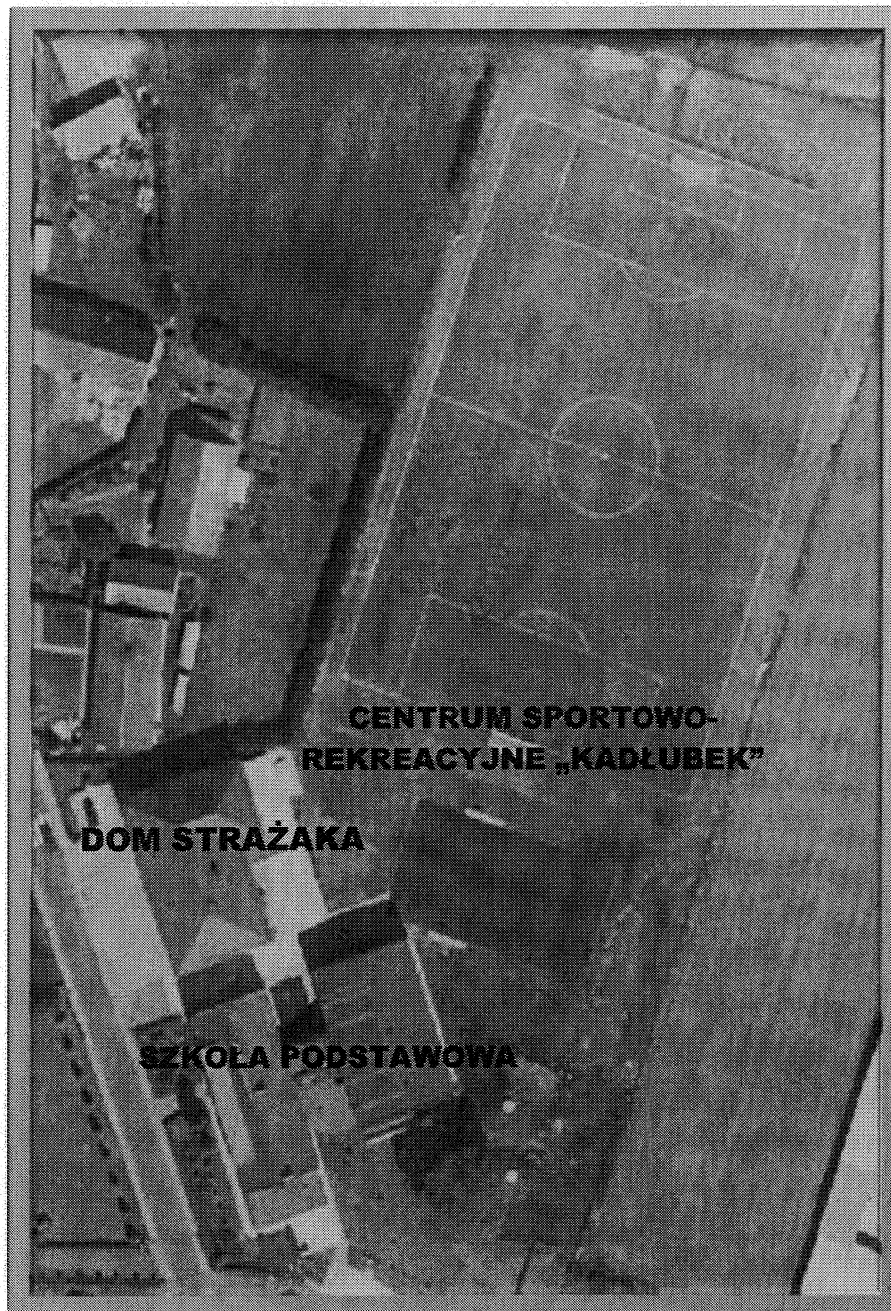 CENTRUM SPORTOWO-
REKREACYJNE „KADŁUBEK”
DOM STRAŻAKA
SZKOŁA PODSTAWOWA